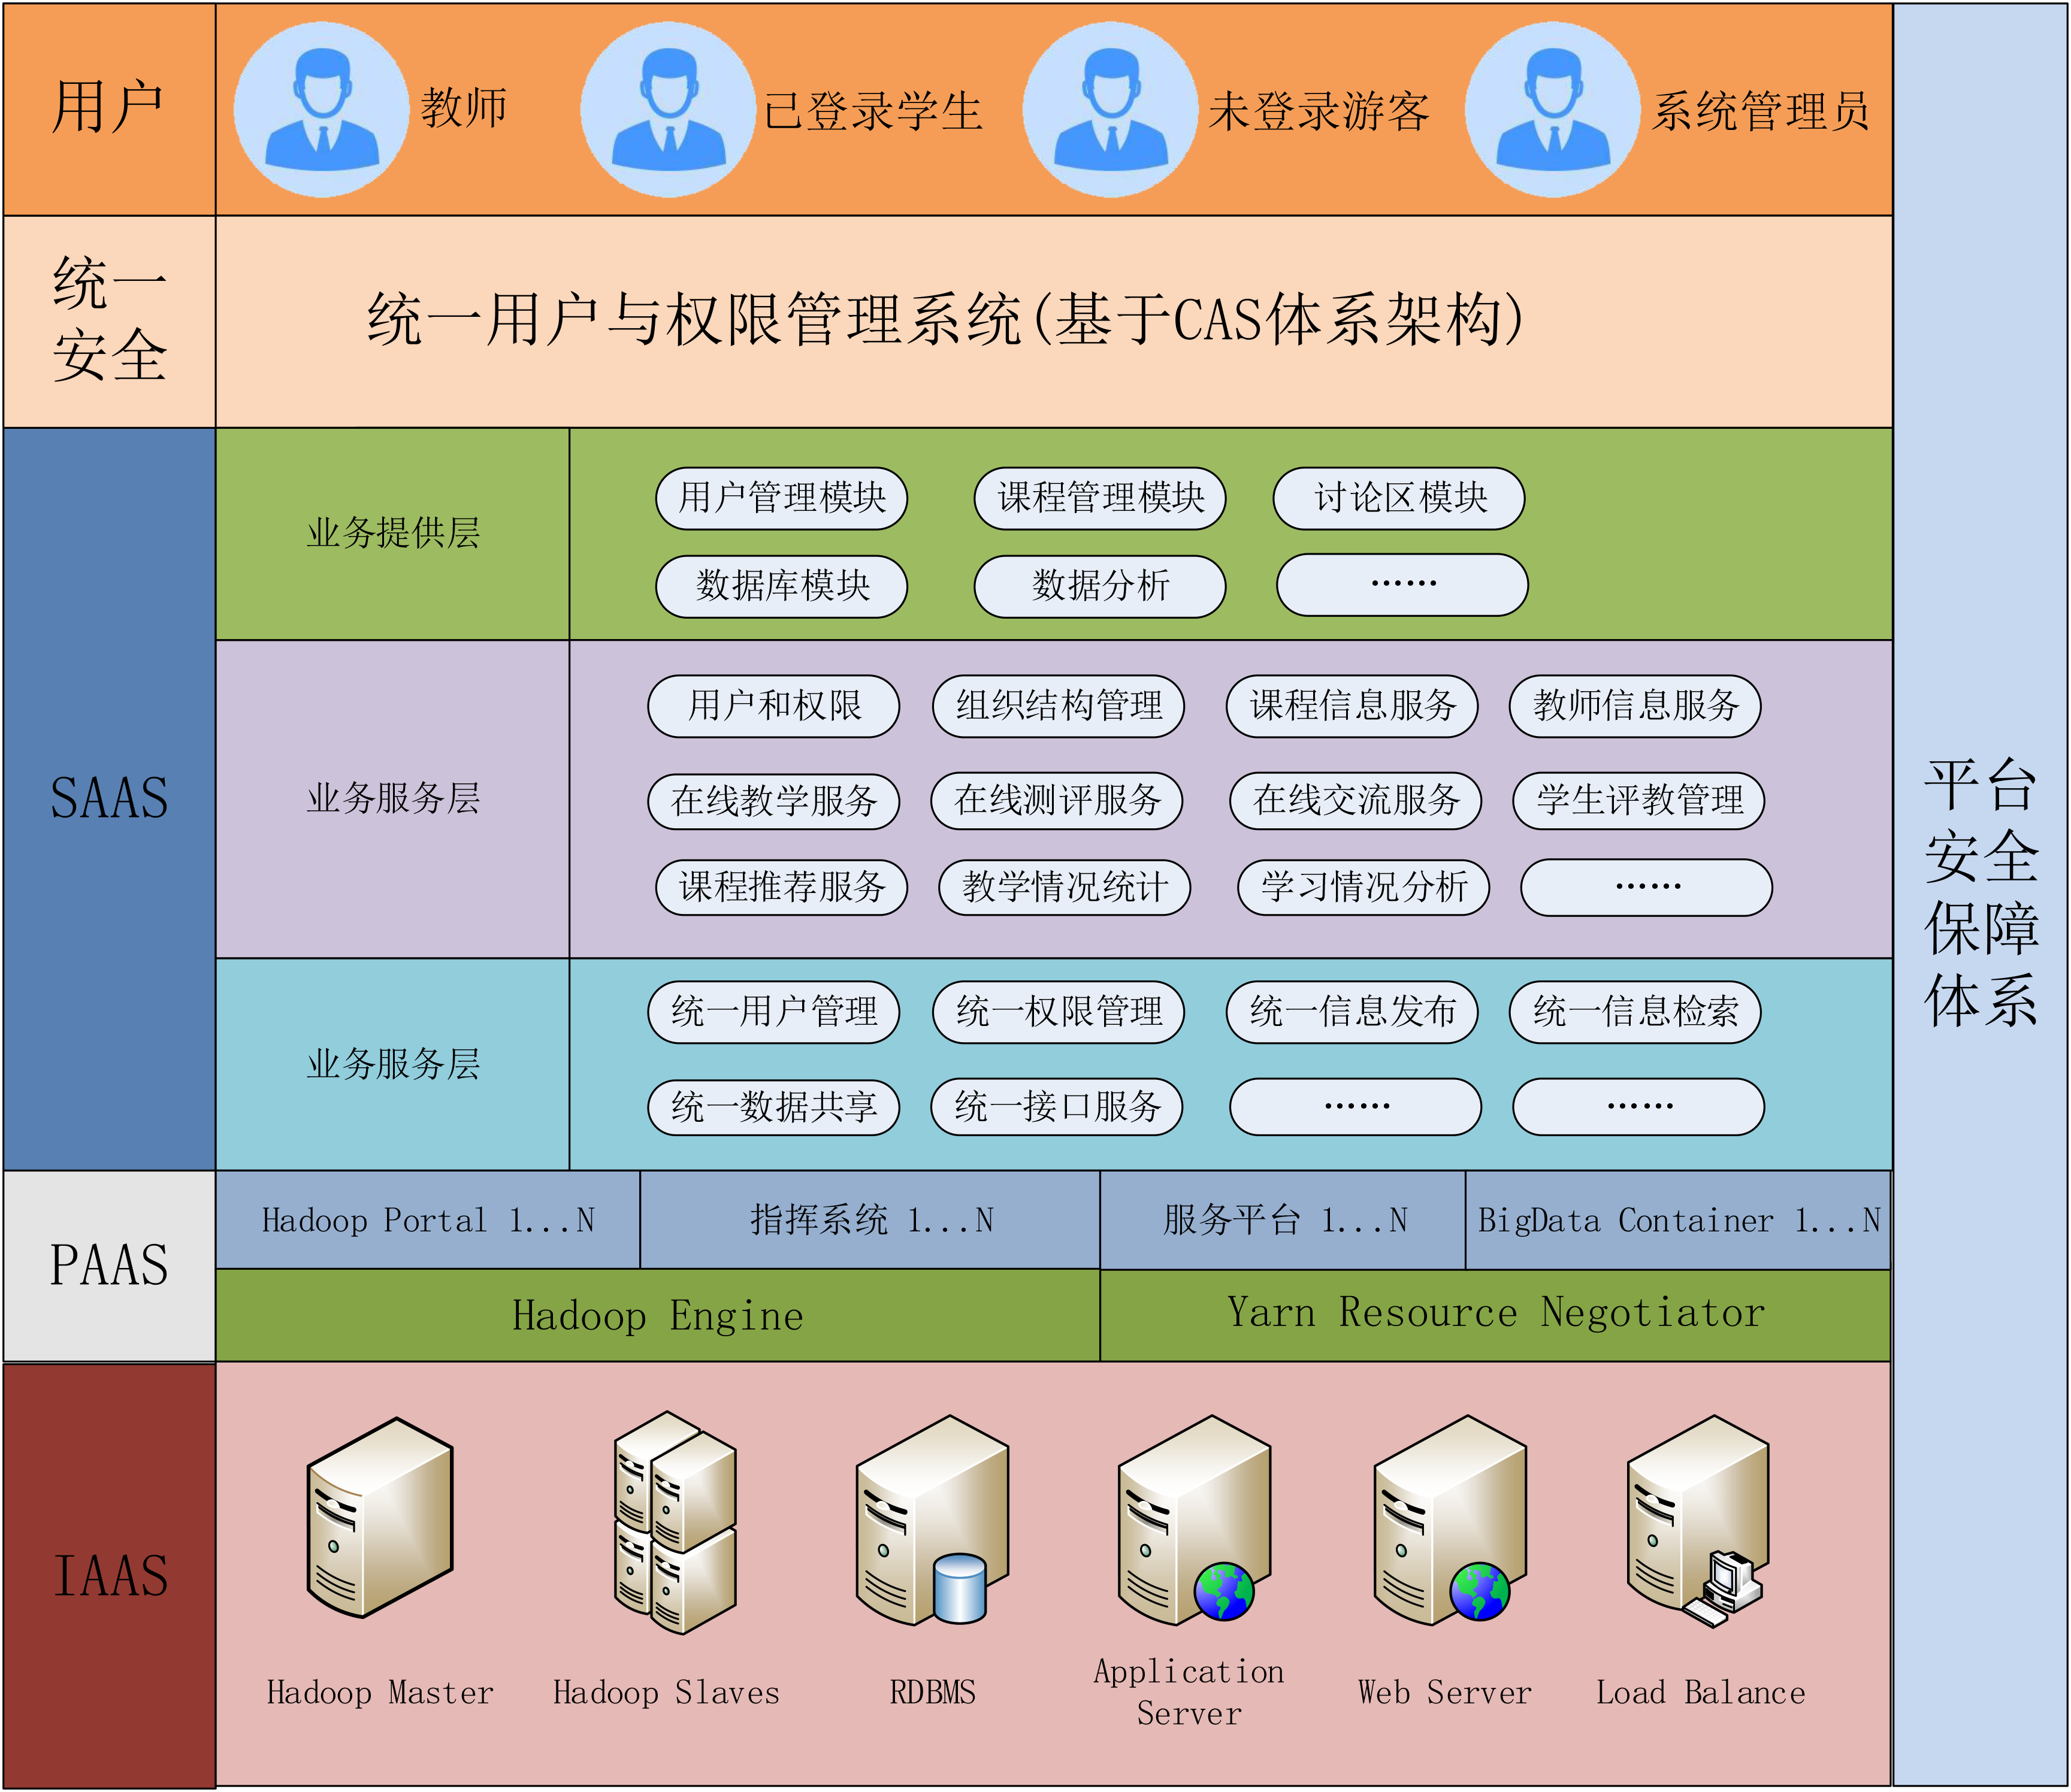 用户
教师
已登录学生
未登录游客
系统管理员
统一
安全
统一用户与权限管理系统(基于CAS体系架构)
SAAS
业务提供层
用户管理模块
课程管理模块
讨论区模块
数据库模块
数据分析
……
业务服务层
用户和权限
组织结构管理
课程信息服务
教师信息服务
在线教学服务
在线测评服务
在线交流服务
学生评教管理
课程推荐服务
教学情况统计
学习情况分析
……
业务服务层
统一用户管理
统一权限管理
统一信息发布
统一信息检索
统一数据共享
统一接口服务
……
……
PAAS
Hadoop Portal 1...N
指挥系统 1...N
服务平台 1...N
BigData Container 1...N
Hadoop Engine
Yarn Resource Negotiator
IAAS
Hadoop Master
Hadoop Slaves
RDBMS
Application
Server
Web Server
Load Balance
平台
安全
保障
体系